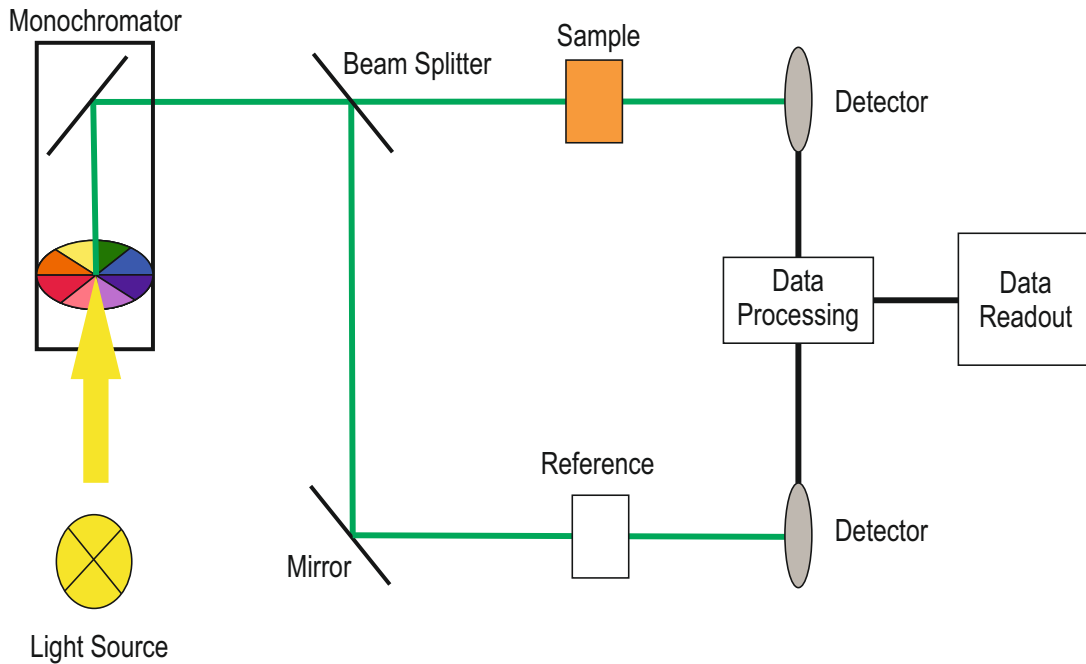 Monochromator
Sample
Beam Splitter
Detector
Data
Processing
Data
Readout
Reference
Detector
Mirror
Light Source